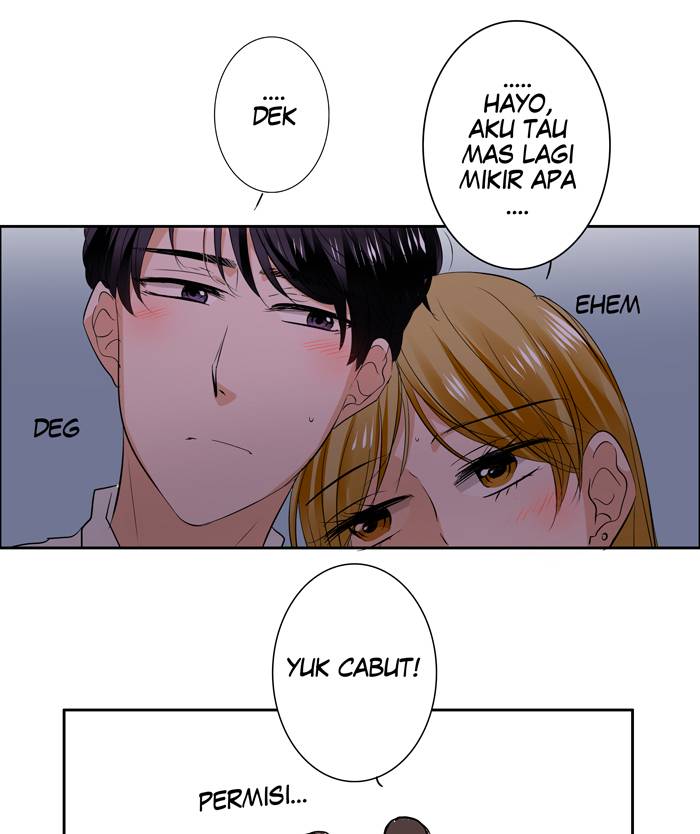 ....
DEK
.....
HAYO,
AKU TAU
MAS LAGI
MIKIR APA
....
EHEM
DEG
YUK CABUT!
PERMISI...